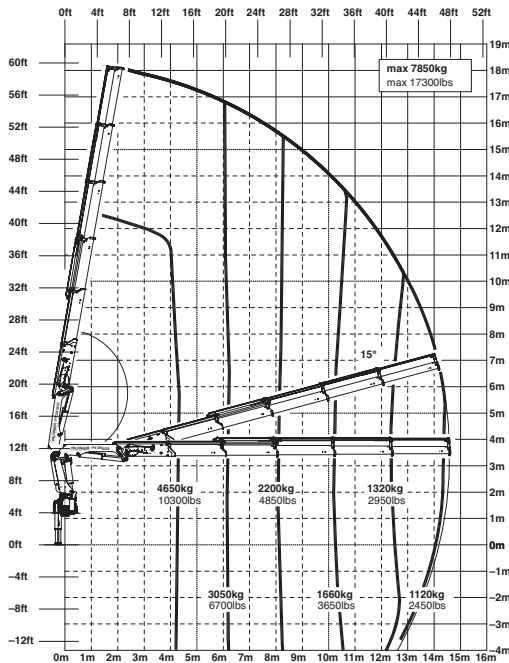 0ft 4ft 8ft 12ft 16ft 20ft 24ft 28ft 32ft 36ft 40ft 44ft 48ft 52ft
19m
60ft
18m
max 7850kg
max 17300lbs
56ft
17m
16m
52ft
15m
48ft
14m
44ft
13m
40ft
12m
11m
36ft
10m
32ft
9m
28ft
8m
24ft
15°
7m
20ft
6m
16ft
5m
12ft
4m
3m
8ft
4650kg 2200kg 1320kg
2m
10300lbs 4850lbs 2950lbs
4ft
1m
0ft
0m
−4ft
−1m
3050kg 1660kg 1120kg
−2m
6700lbs 3650lbs 2450lbs
−8ft
−3m
−12ft
−4m
0m 1m 2m 3m 4m 5m 6m 7m 8m 9m 10m 11m 12m 13m 14m 15m 16m